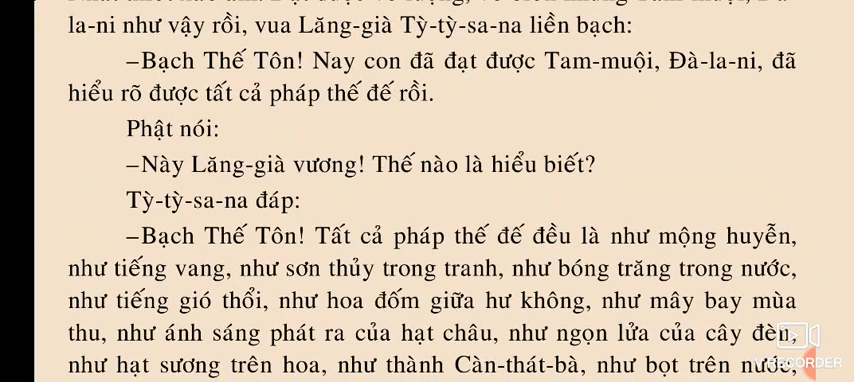 la-ni như vậy rồi, vua Lăng-già Tỳ-tỳ-sa-na liền bạch:
–Bạch Thế Tôn! Nay con đã đạt được Tam-muội, Đà-la-ni, đã
hiểu rõ được tất cả pháp thế đế rồi.
Phật nói:
–Này Lăng-già vương! Thế nào là hiểu biết?
Tỳ-tỳ-sa-na đáp:
–Bạch Thế Tôn! Tất cả pháp thế đế đều là như mộng huyễn,
như tiếng vang, như sơn thủy trong tranh, như bóng trăng trong nước,
như tiếng gió thổi, như hoa đốm giữa hư không, như mây bay mùa
thu, như ánh sáng phát ra của hạt châu, như ngọn lửa của cây đèn,
như hạt sương trên hoa, như thành Càn-thát-bà, như bọt trên nước,
RECORDER